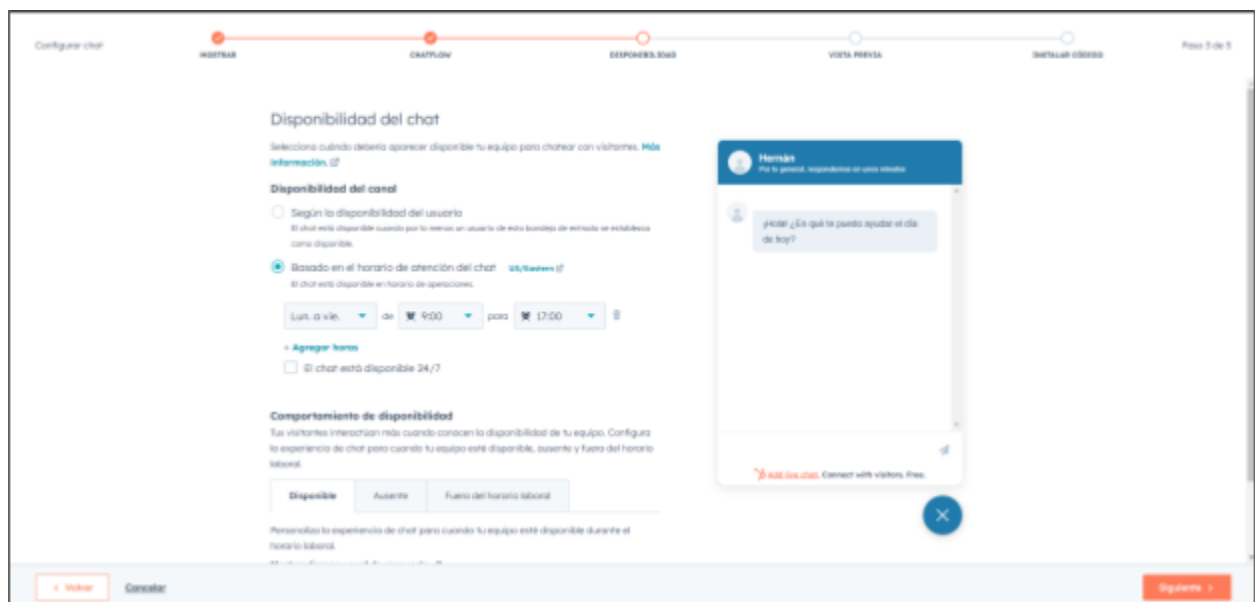 Configurar chat
MOSTRAR
CHATFLOW
DISPONIBILIDAD
VISTA PREVIA
INSTALAR CÓDIGO
Paso 3 de 5
Disponibilidad del chat
Selecciona cuándo debería aparecer disponible tu equipo para chatear con visitantes. Más
información.
Disponibilidad del canal
Según la disponibilidad del usuario
El chat está disponible cuando por lo menos un usuario de esta bandeja de entrada se establezca
como disponible.
Basado en el horario de atención del chat US/Eastern
El chat está disponible en horario de operaciones.
Lun. a vie. de 9:00 para 17:00
+ Agregar horas
El chat está disponible 24/7
Comportamiento de disponibilidad
Tus visitantes interactúan más cuando conocen la disponibilidad de tu equipo. Configura
la experiencia de chat para cuando tu equipo esté disponible, ausente y fuera del horario
laboral.
Disponible
Ausente
Fuera del horario laboral
Personaliza la experiencia de chat para cuando tu equipo esté disponible durante el
horario laboral.
Hernán
Por lo general, respondemos en unos minutos
¡Hola! ¿En qué te puedo ayudar el día
de hoy?
Add live chat. Connect with visitors. Free.
< Volver
Cancelar
Siguiente >